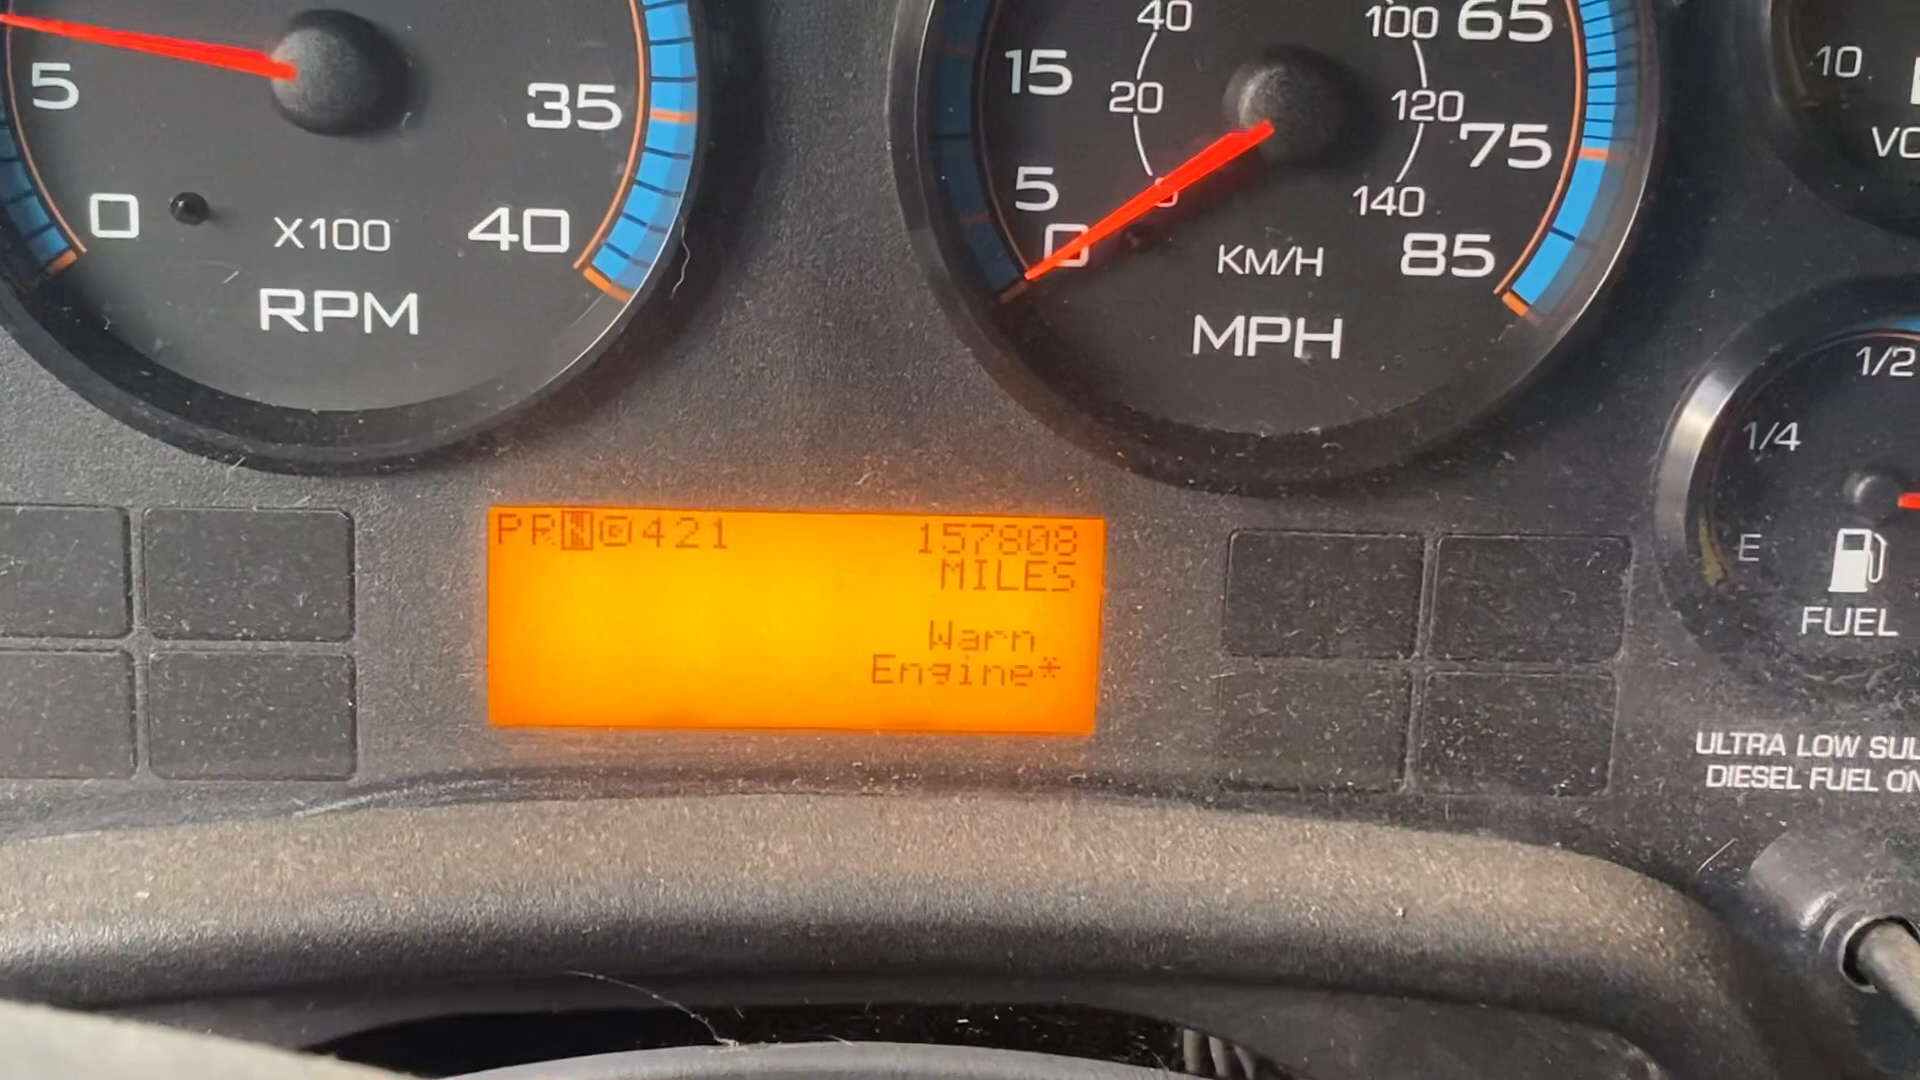 5
0
X100
RPM
35
40
15
5
0
40
20
0
100
120
140
KM/H
MPH
65
75
85
10
1/2
1/4
E
FUEL
ULTRA LOW SUL
DIESEL FUEL ON
PRN D 421
157808
MILES
Warn
Engine*